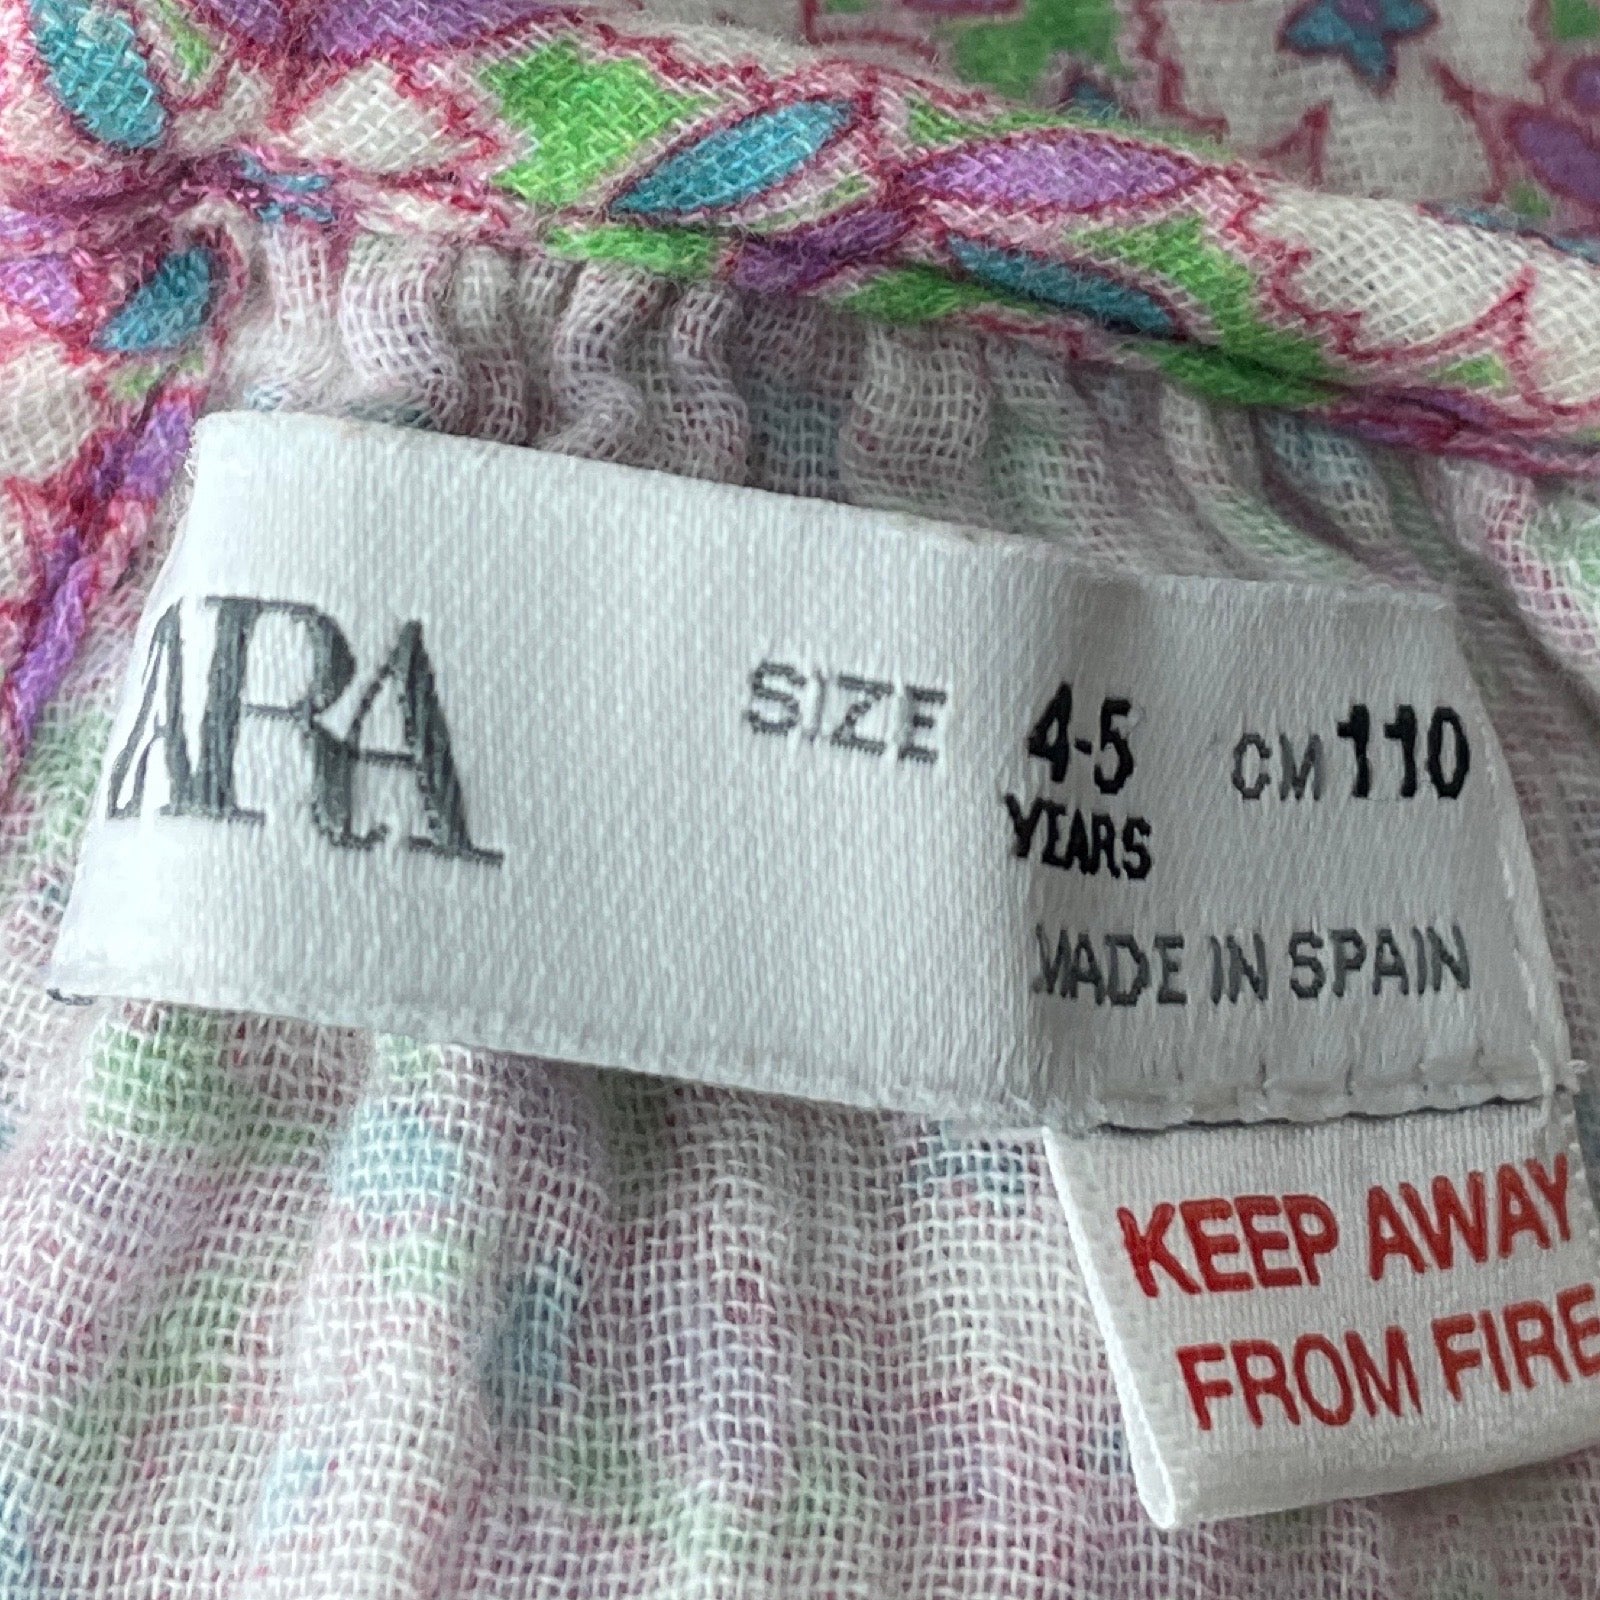 ARA
SIZE 4-5 YEARS CM 110
MADE IN SPAIN
KEEP AWAY
FROM FIRE